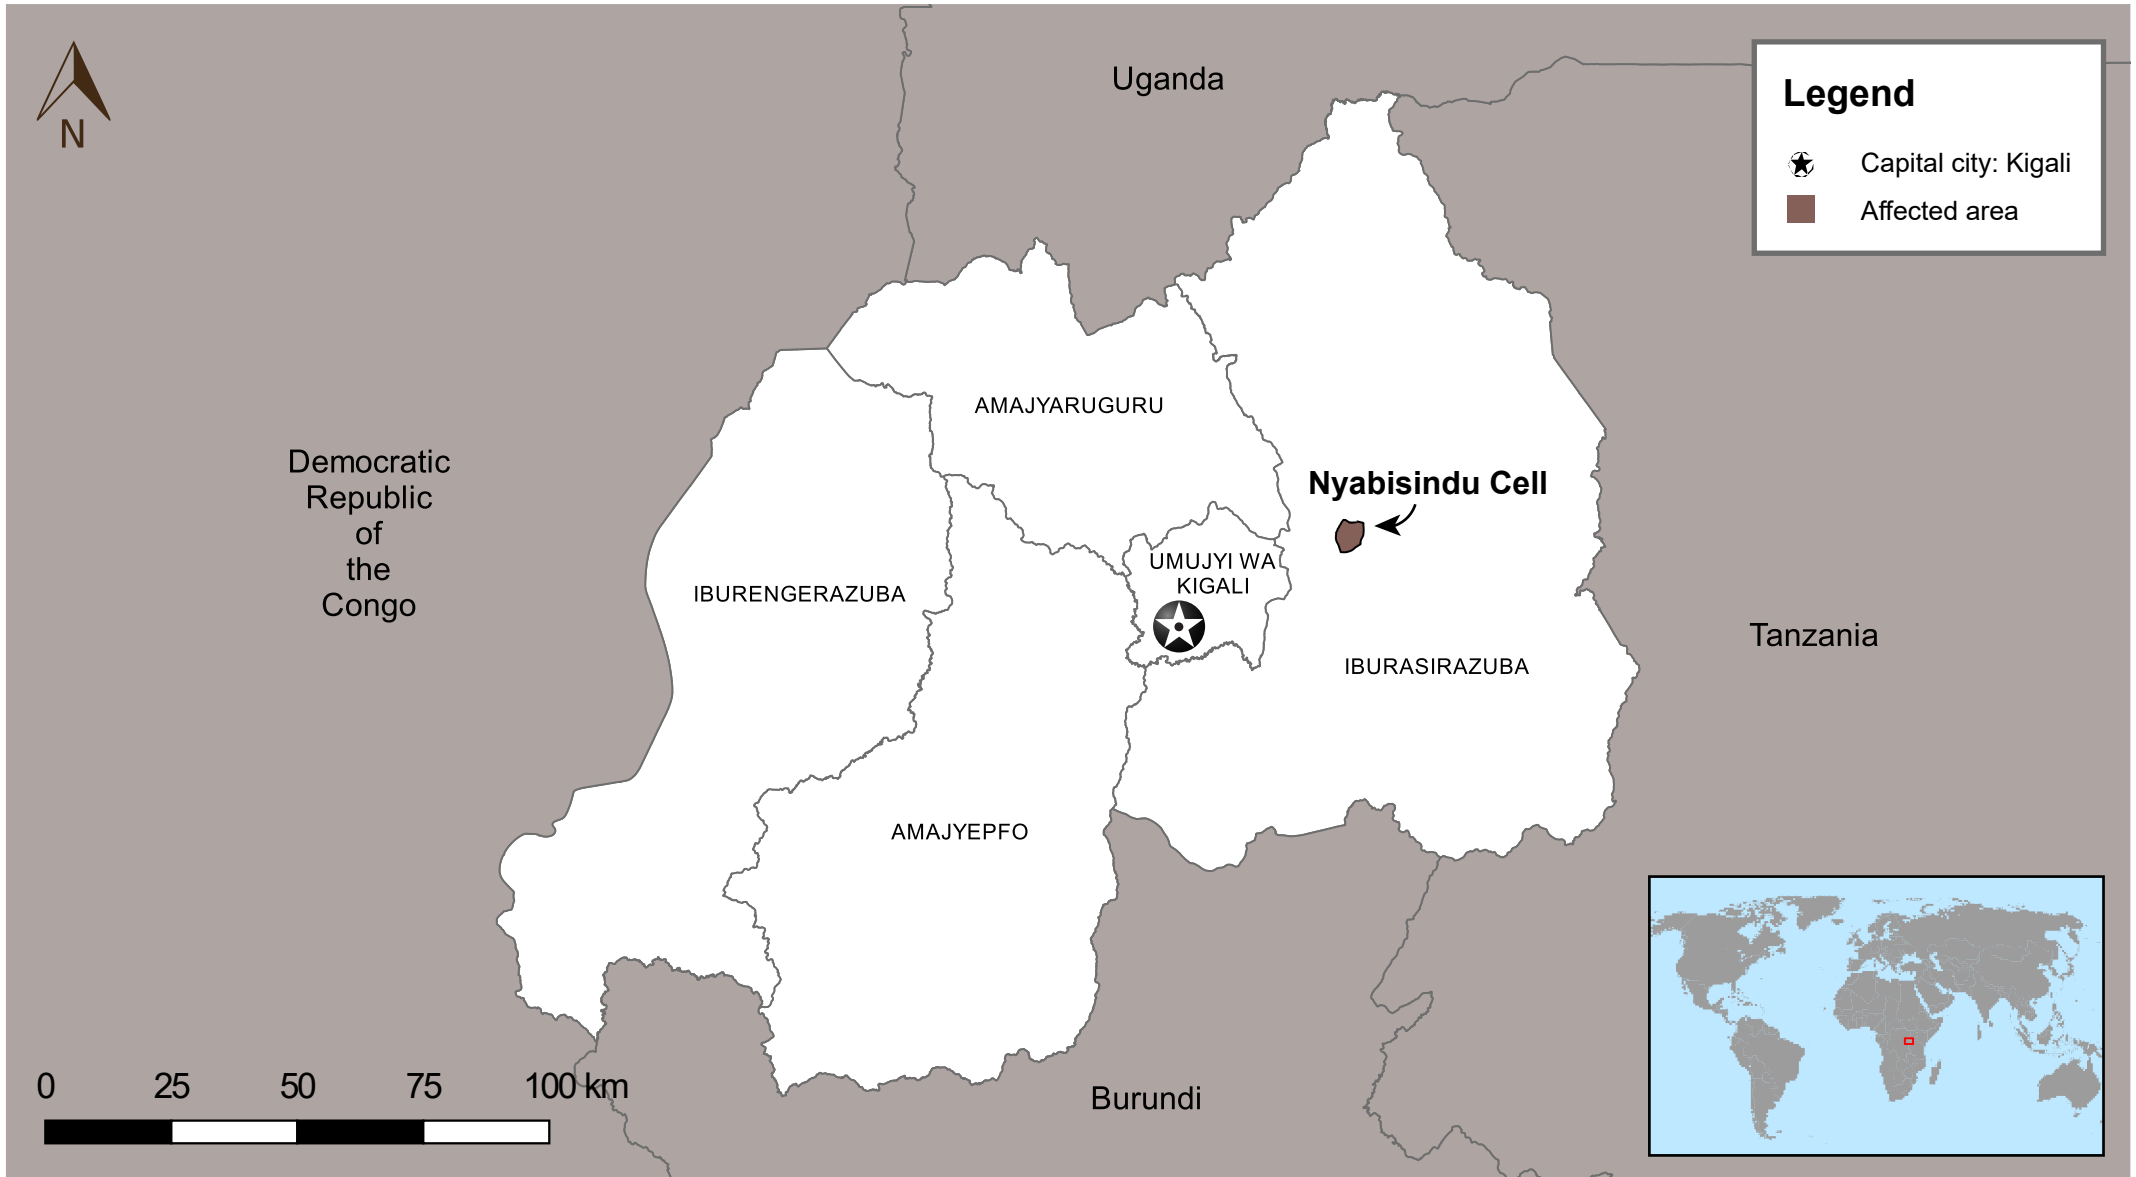 N
Uganda
Legend
Capital city: Kigali
Affected area
AMAJYARUGURU
Democratic
Republic
of
the
Congo
Nyabisindu Cell
UMUJYI WA
KIGALI
IBURENGERAZUBA
Tanzania
IBURASIRAZUBA
AMAJYEPFO
0 25 50 75 100 km
Burundi